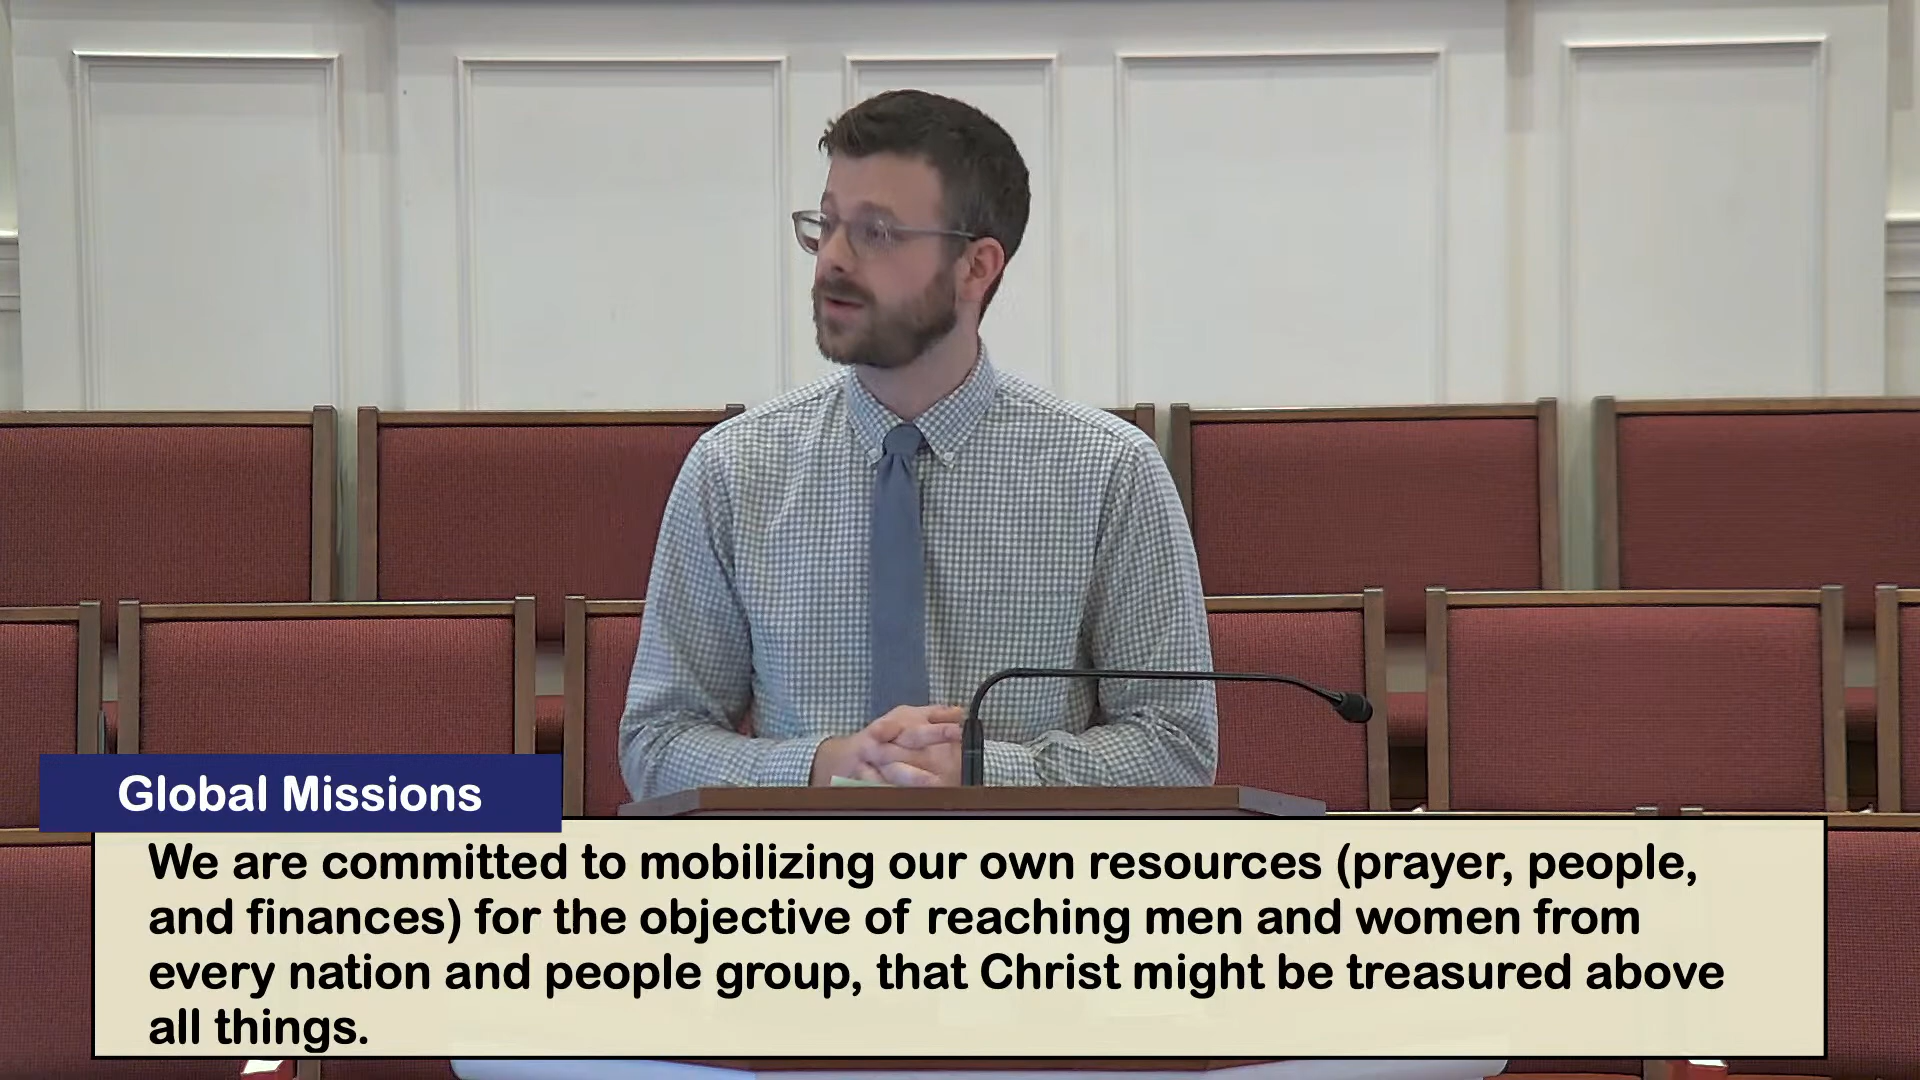 Global Missions
We are committed to mobilizing our own resources (prayer, people,
and finances) for the objective of reaching men and women from
every nation and people group, that Christ might be treasured above
all things.